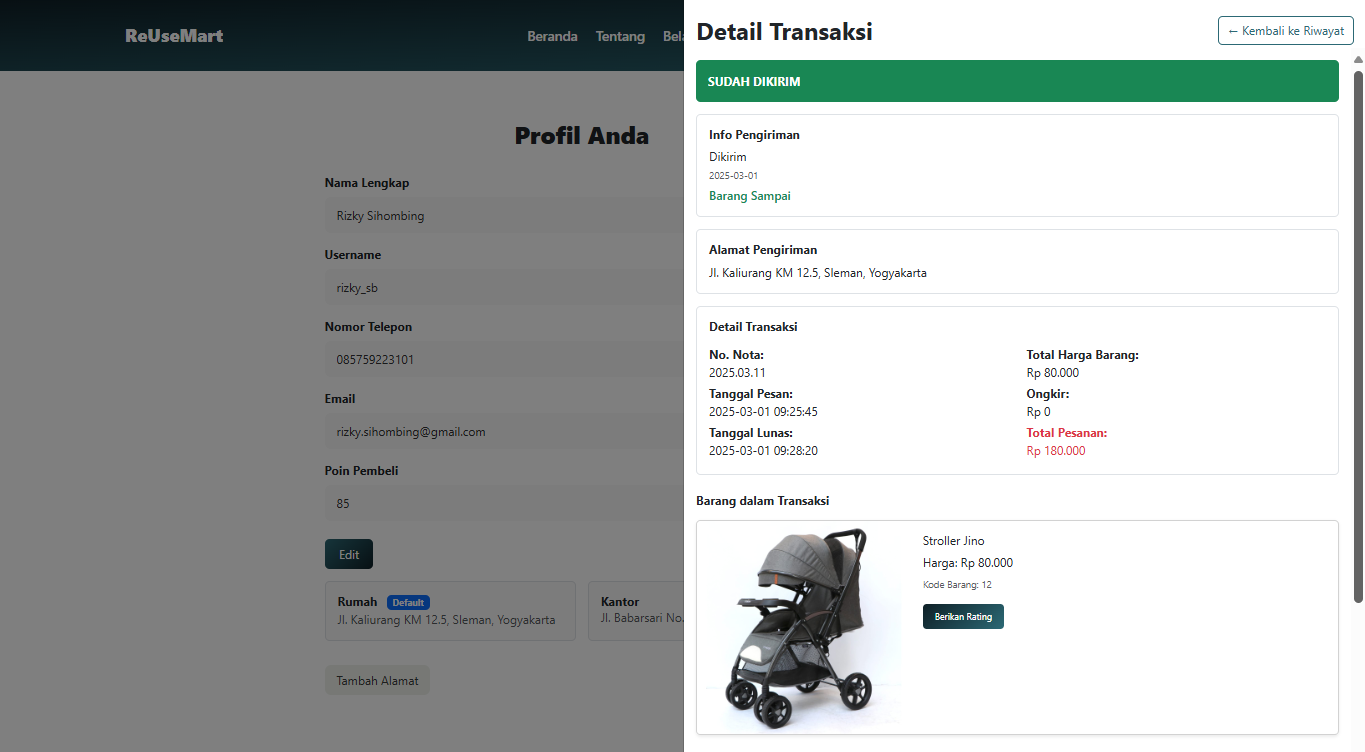 ReUseMart
Beranda Tentang Bela
Profil Anda
Nama Lengkap
Rizky Sihombing
Username
rizky_sb
Nomor Telepon
085759223101
Email
rizky.sihombing@gmail.com
Poin Pembeli
85
Edit
Rumah Default
Jl. Kaliurang KM 12.5, Sleman, Yogyakarta
Kantor
Jl. Babarsari No.
Tambah Alamat
Detail Transaksi
← Kembali ke Riwayat
SUDAH DIKIRIM
Info Pengiriman
Dikirim
2025-03-01
Barang Sampai
Alamat Pengiriman
Jl. Kaliurang KM 12.5, Sleman, Yogyakarta
Detail Transaksi
No. Nota:
2025.03.11
Tanggal Pesan:
2025-03-01 09:25:45
Tanggal Lunas:
2025-03-01 09:28:20
Total Harga Barang:
Rp 80.000
Ongkir:
Rp 0
Total Pesanan:
Rp 180.000
Barang dalam Transaksi
Stroller Jino
Harga: Rp 80.000
Kode Barang: 12
Berikan Rating